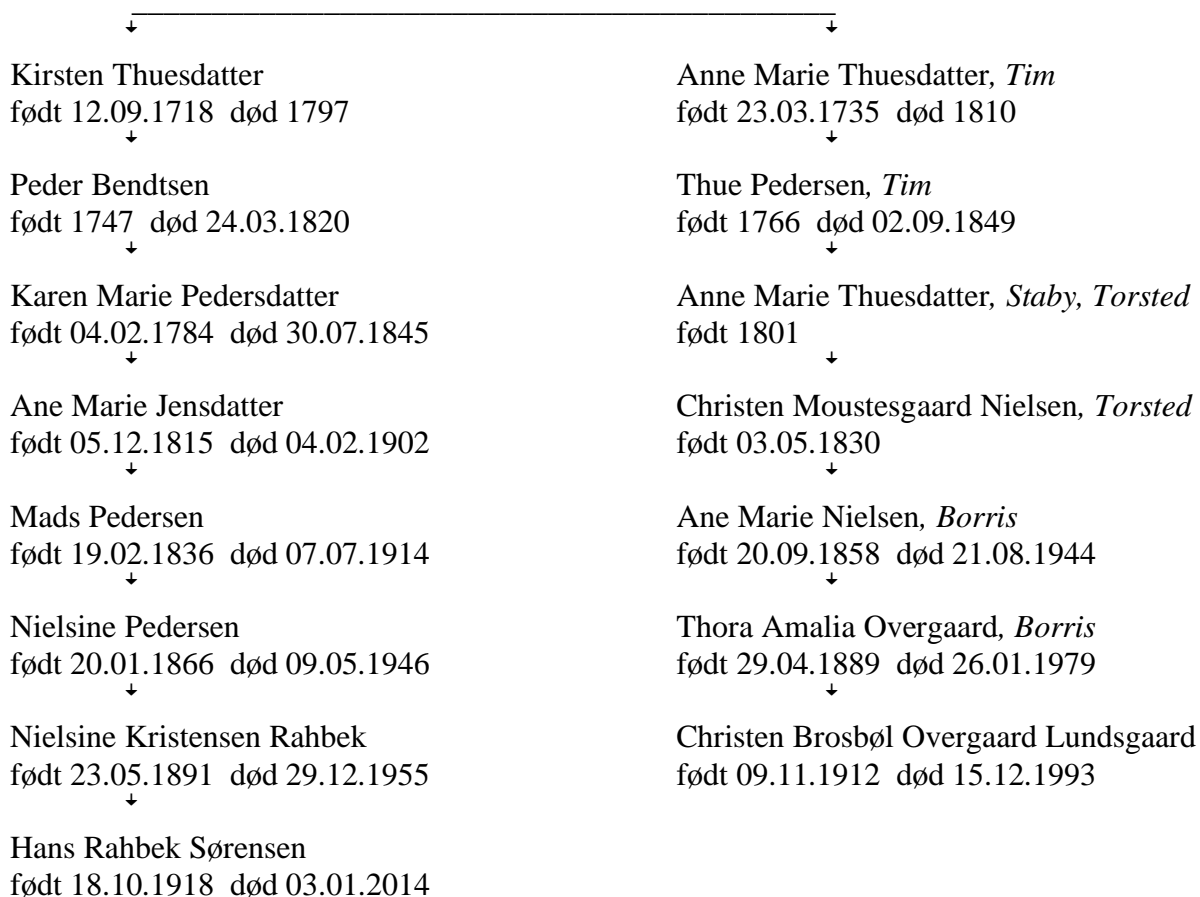 Kirsten Thuesdatter
født 12.09.1718 død 1797
Peder Bendtsen
født 1747 død 24.03.1820
Karen Marie Pedersdatter
født 04.02.1784 død 30.07.1845
Ane Marie Jensdatter
født 05.12.1815 død 04.02.1902
Mads Pedersen
født 19.02.1836 død 07.07.1914
Nielsine Pedersen
født 20.01.1866 død 09.05.1946
Nielsine Kristensen Rahbek
født 23.05.1891 død 29.12.1955
Hans Rahbek Sørensen
født 18.10.1918 død 03.01.2014
Anne Marie Thuesdatter, Tim
født 23.03.1735 død 1810
Thue Pedersen, Tim
født 1766 død 02.09.1849
Anne Marie Thuesdatter, Staby, Torsted
født 1801
Christen Moustesgaard Nielsen, Torsted
født 03.05.1830
Ane Marie Nielsen, Borris
født 20.09.1858 død 21.08.1944
Thora Amalia Overgaard, Borris
født 29.04.1889 død 26.01.1979
Christen Brosbøl Overgaard Lundsgaard
født 09.11.1912 død 15.12.1993